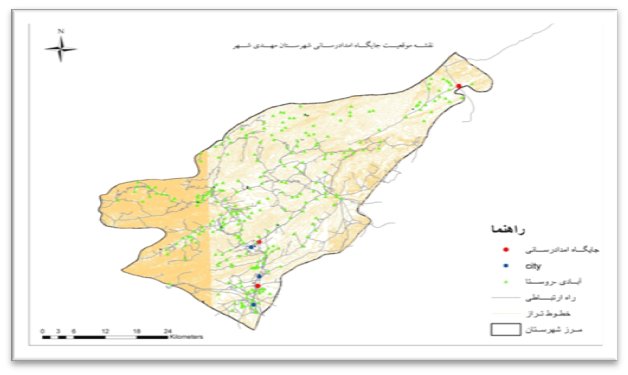 N
نقشه موقعیت جایگاه امدادرسانی شهرستان مهدی شهر
راهنما
جایگاه امدادرسانی
city
آبادی -روستا
راه ارتباطی
خطوط تراز
مرز شهرستان
0 3 6 12 18 24
Kilometers